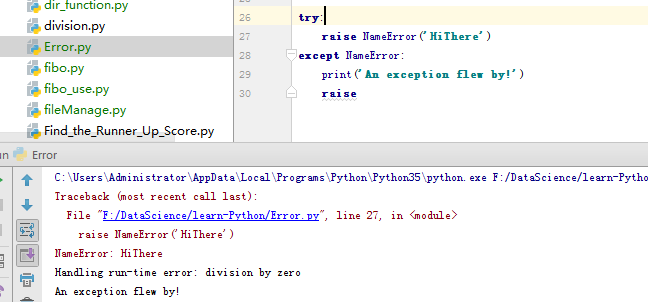 dir_function.py
division.py
Error.py
fibo.py
fibo_use.py
fileManage.py
Find_the_Runner_Up_Score.py
26 try:
27 raise NameError('HiThere')
28 except NameError:
29 print('An exception flew by!')
30 raise
n Error
C:\Users\Administrator\AppData\Local\Programs\Python\Python35\python.exe F:/DataScience/learn-Pytho
Traceback (most recent call last):
File "F:/DataScience/learn-Python/Error.py", line 27, in <module>
raise NameError('HiThere')
NameError: HiThere
Handling run-time error: division by zero
An exception flew by!